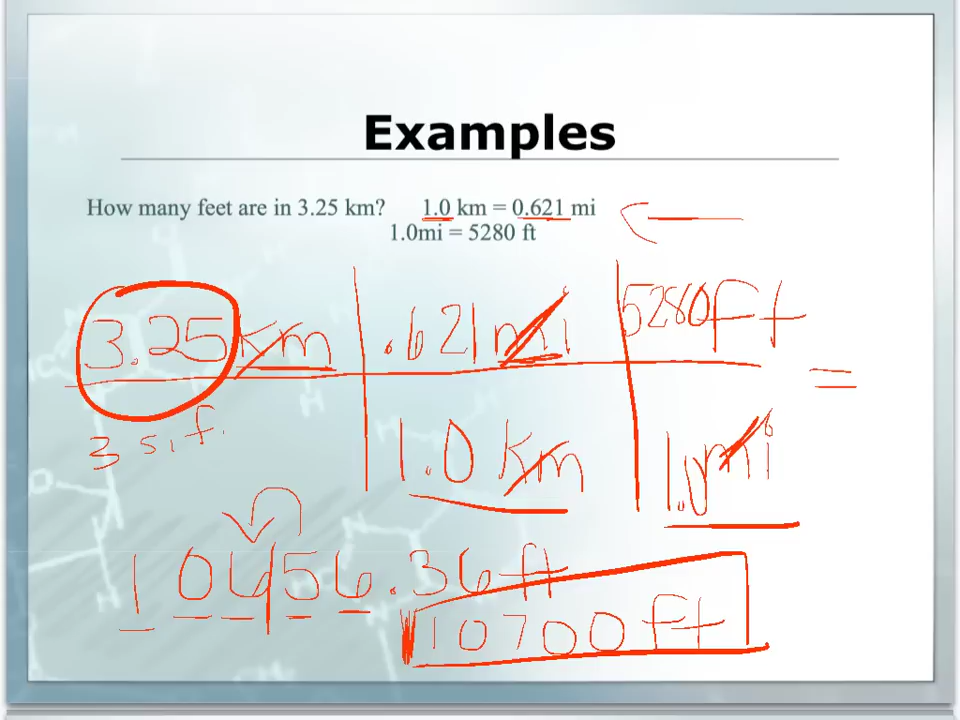 Examples
How many feet are in 3.25 km? 1.0 km = 0.621 mi
1.0mi = 5280 ft
3.25 km .621 mi 5280 ft =
3 s.f. 1.0 km 1.0 mi
10656.36 ft
10700 ft